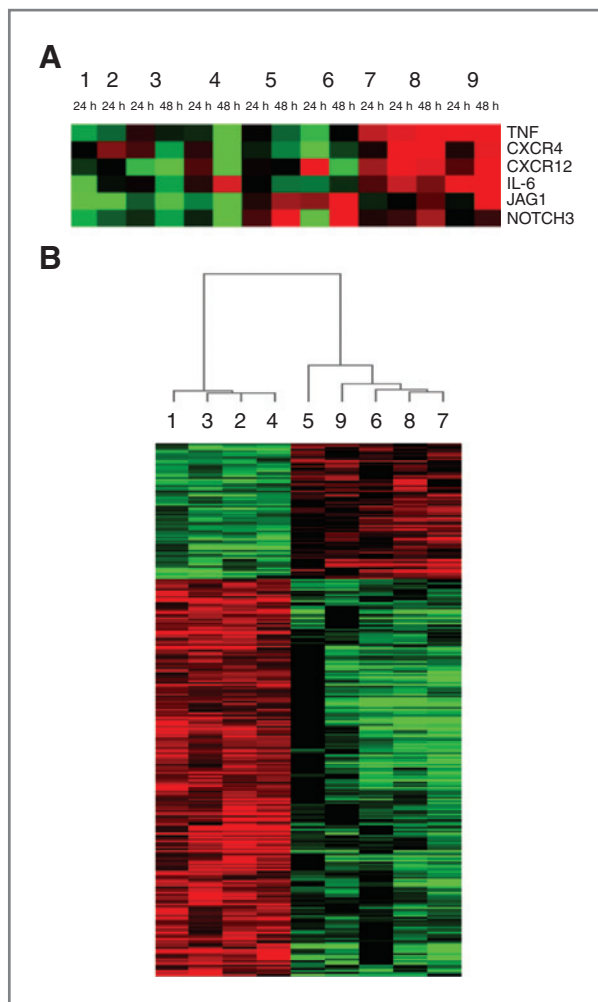 A
1 2 3 4 5 6 7 8 9
24 h 24 h 24 h 48 h 24 h 48 h 24 h 48 h 24 h 48 h 24 h 24 h 48 h 24 h 48 h
TNF
CXCR4
CXCR12
IL-6
JAG1
NOTCH3
B
1 3 2 4 5 9 6 8 7